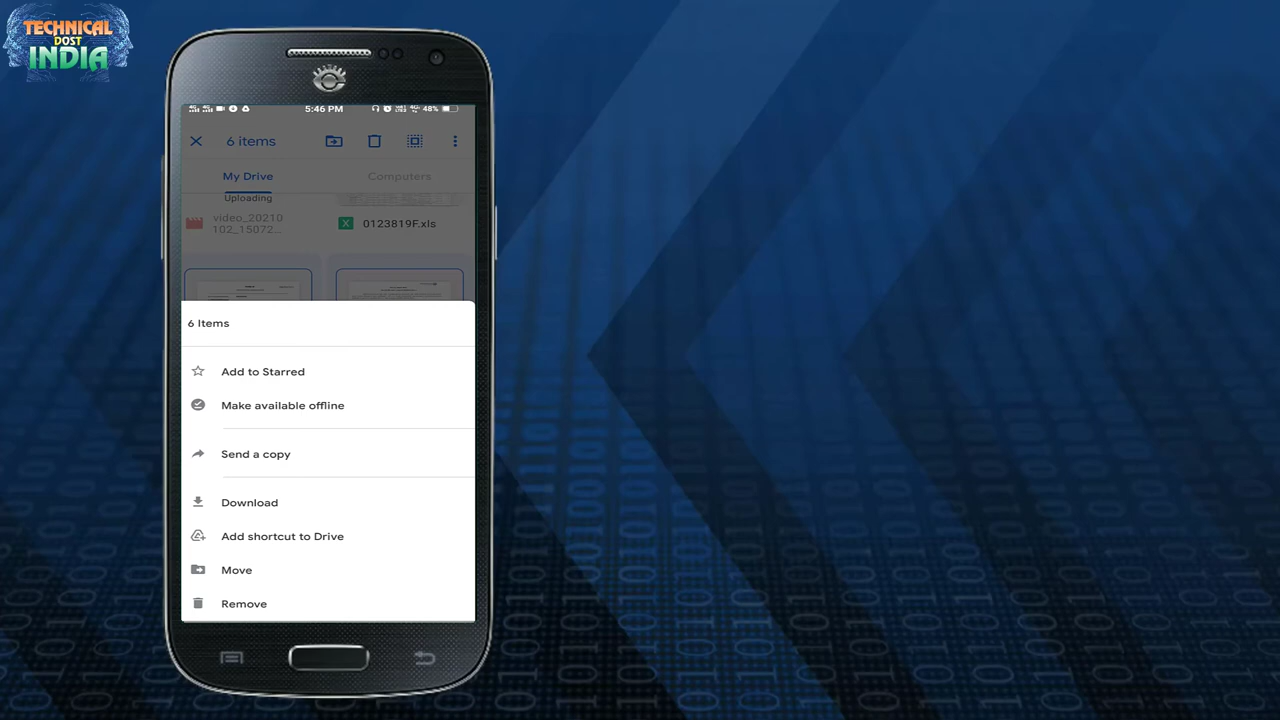 TECHNICAL
DOST
INDIA
5:46 PM
48%
6 items
My Drive
Computers
Uploading
video_20210
102_15072...
0123819F.xls
6 Items
Add to Starred
Make available offline
Send a copy
Download
Add shortcut to Drive
Move
Remove